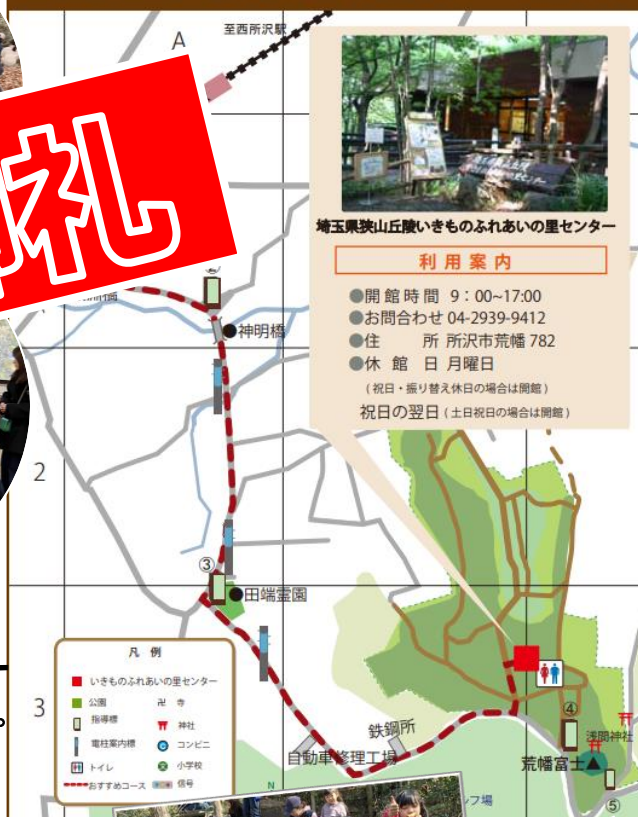 A
至西所沢駅
札
埼玉県狭山丘陵いきものふれあいの里センター
利用案内
●開館時間 9：00~17:00
●お問合わせ 04-2939-9412
●住　　所 所沢市荒幡 782
●休 館 日 月曜日
（祝日・振り替え休日の場合は開館）
祝日の翌日（土日祝日の場合は開館）
神明橋
2
③
田端霊園
凡 例
いきものふれあいの里センター
公園
卍 寺
指導標
神社
電柱案内標
コンビニ
トイレ
小学校
おすすめコース
信号
3
鉄鋼所
自動車修理工場
④
浅間神社
荒幡富士
⑤
N
フ場